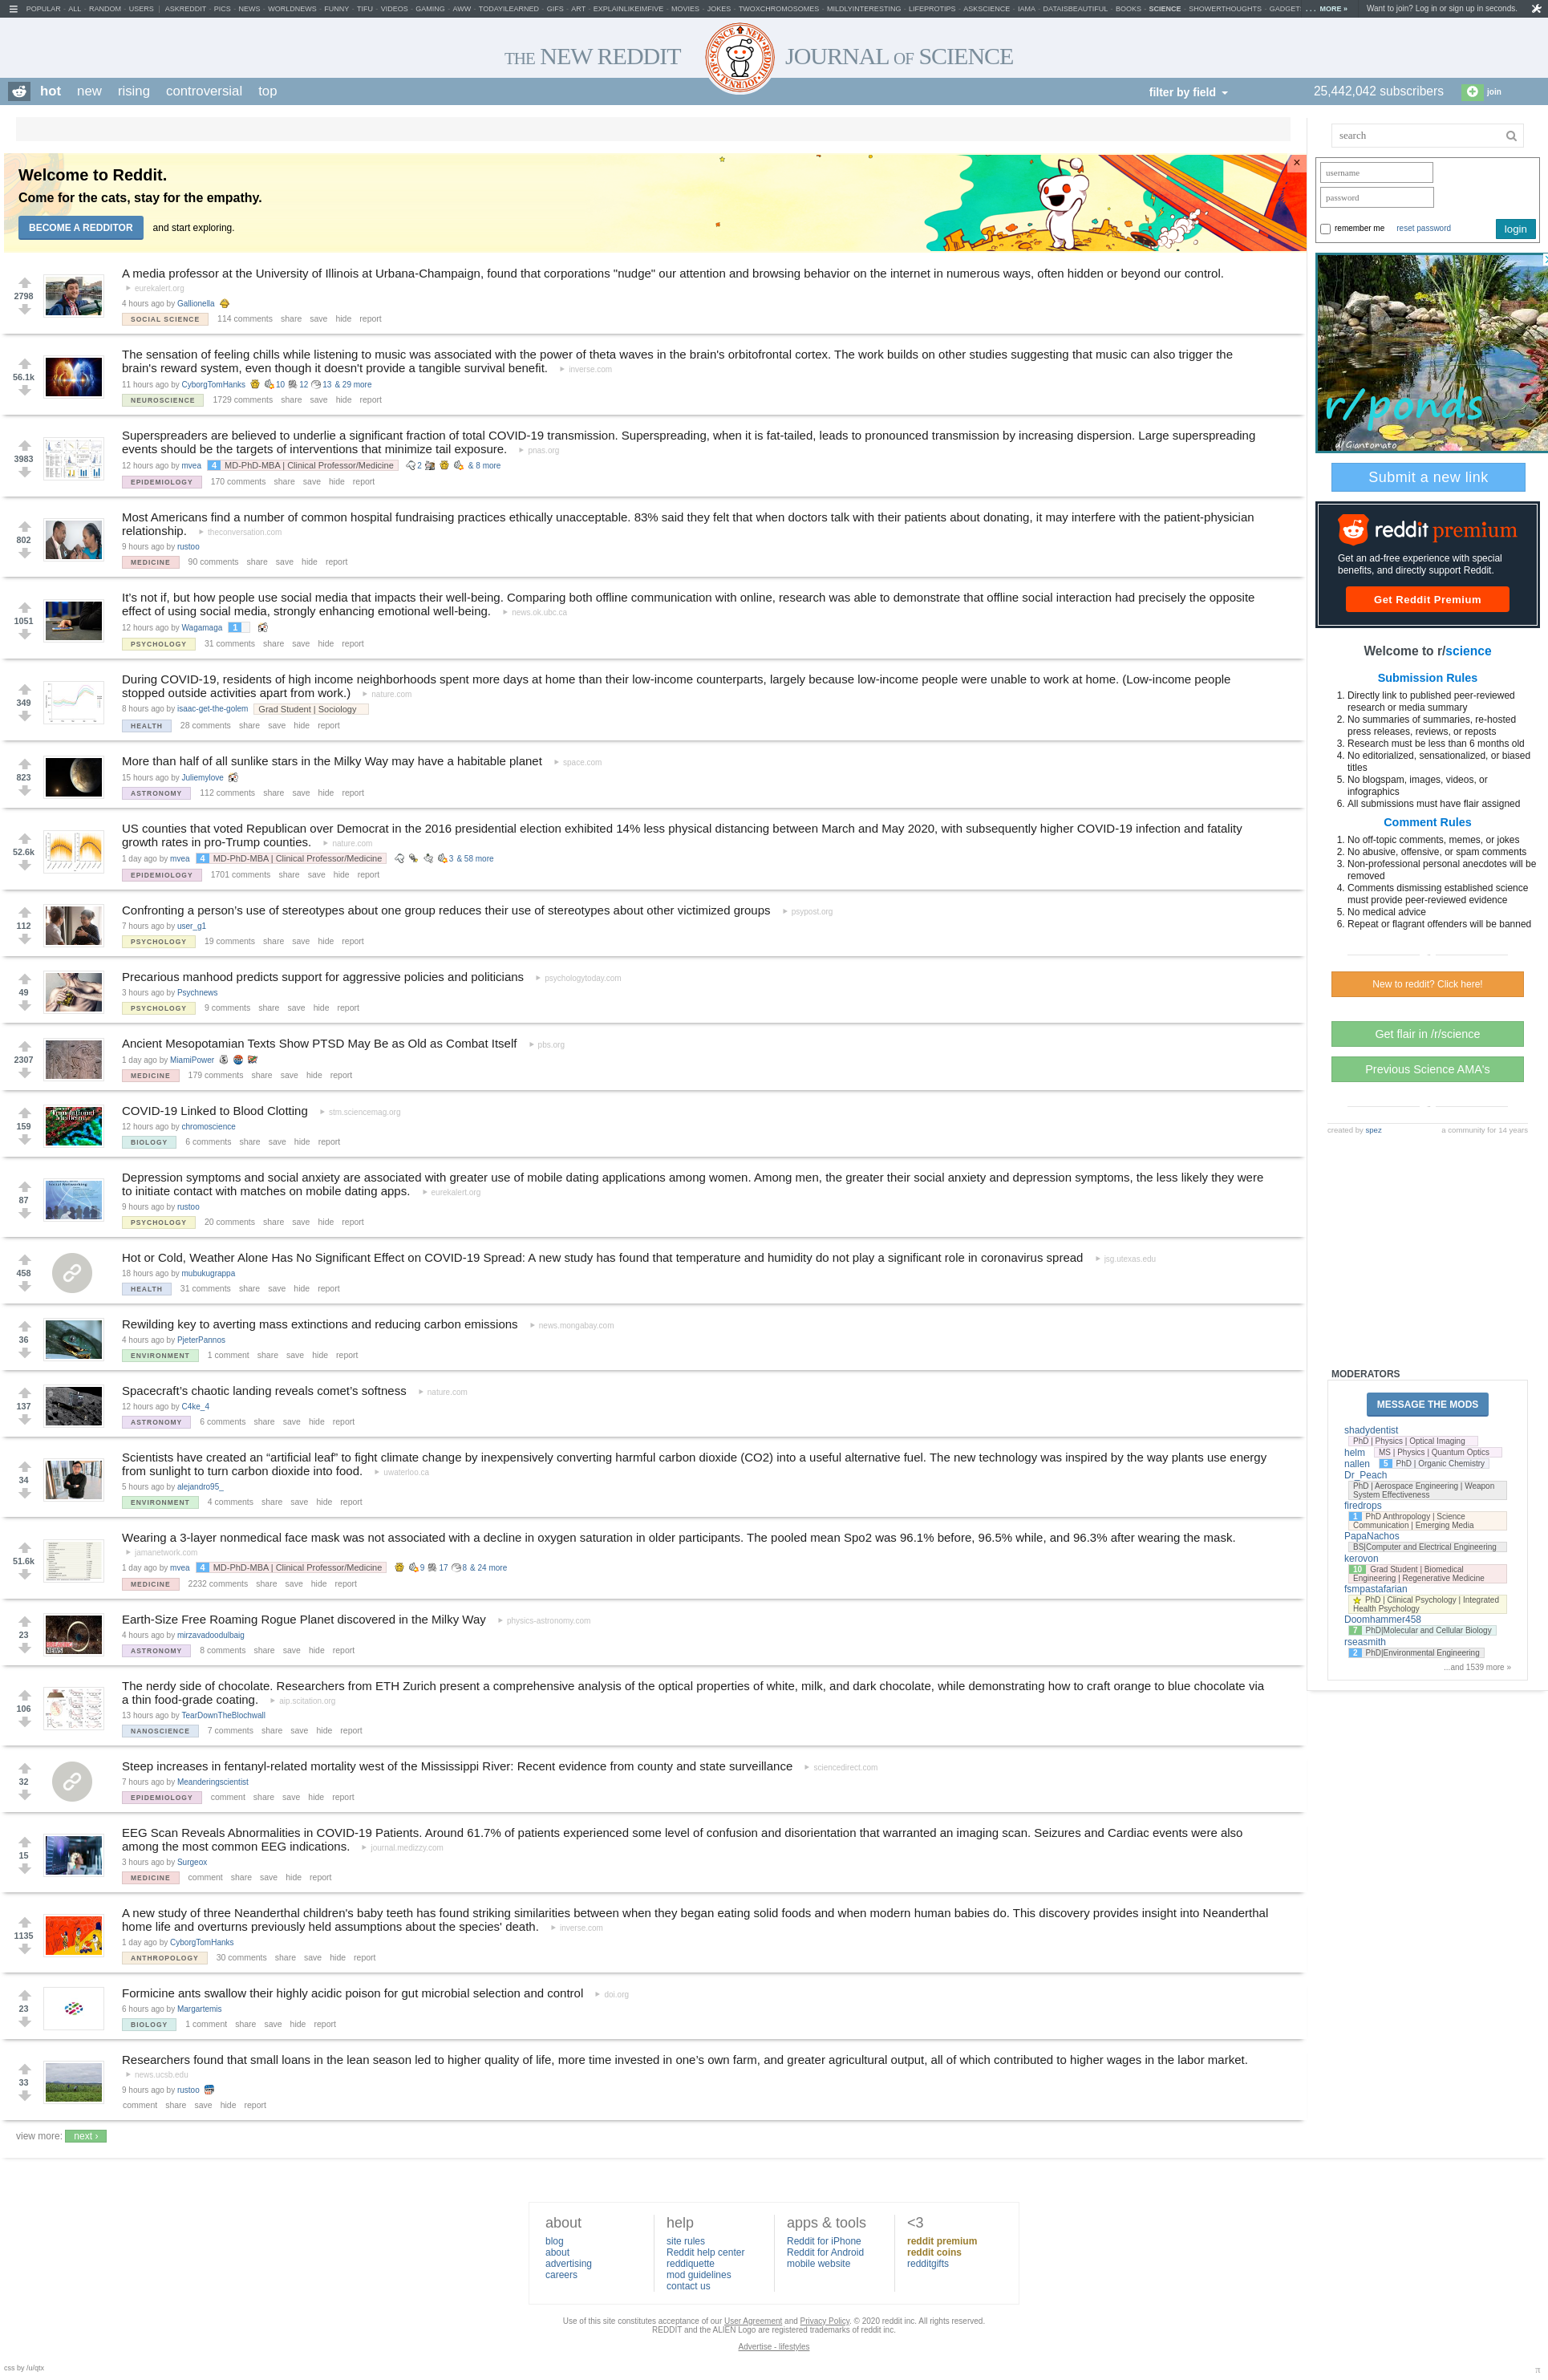 POPULAR - ALL - RANDOM - USERS | ASKREDDIT - PICS - NEWS - WORLDNEWS - FUNNY - TIFU - VIDEOS - GAMING - AWW - TODAYILEARNED - GIFS - ART - EXPLAINLIKEIMFIVE - MOVIES - JOKES - TWOXCHROMOSOMES - MILDLYINTERESTING - LIFEPROTIPS - ASKSCIENCE - IAMA - DATAISBEAUTIFUL - BOOKS - SCIENCE - SHOWERTHOUGHTS - GADGETS ... MORE » Want to join? Log in or sign up in seconds.
THE NEW REDDIT JOURNAL OF SCIENCE
hot new rising controversial top filter by field 25,442,042 subscribers join
Welcome to Reddit.
Come for the cats, stay for the empathy.
BECOME A REDDITOR and start exploring.
2798
A media professor at the University of Illinois at Urbana-Champaign, found that corporations "nudge" our attention and browsing behavior on the internet in numerous ways, often hidden or beyond our control.
eurekalert.org
4 hours ago by Gallionella
SOCIAL SCIENCE 114 comments share save hide report
56.1k
The sensation of feeling chills while listening to music was associated with the power of theta waves in the brain's orbitofrontal cortex. The work builds on other studies suggesting that music can also trigger the
brain's reward system, even though it doesn't provide a tangible survival benefit. inverse.com
11 hours ago by CyborgTomHanks 10 12 13 & 29 more
NEUROSCIENCE 1729 comments share save hide report
3983
Superspreaders are believed to underlie a significant fraction of total COVID-19 transmission. Superspreading, when it is fat-tailed, leads to pronounced transmission by increasing dispersion. Large superspreading
events should be the targets of interventions that minimize tail exposure. pnas.org
12 hours ago by mvea 4 MD-PhD-MBA | Clinical Professor/Medicine 2 & 8 more
EPIDEMIOLOGY 170 comments share save hide report
802
Most Americans find a number of common hospital fundraising practices ethically unacceptable. 83% said they felt that when doctors talk with their patients about donating, it may interfere with the patient-physician
relationship. theconversation.com
9 hours ago by rustoo
MEDICINE 90 comments share save hide report
1051
It's not if, but how people use social media that impacts their well-being. Comparing both offline communication with online, research was able to demonstrate that offline social interaction had precisely the opposite
effect of using social media, strongly enhancing emotional well-being. news.ok.ubc.ca
12 hours ago by Wagamaga 1
PSYCHOLOGY 31 comments share save hide report
349
During COVID-19, residents of high income neighborhoods spent more days at home than their low-income counterparts, largely because low-income people were unable to work at home. (Low-income people
stopped outside activities apart from work.) nature.com
8 hours ago by isaac-get-the-golem Grad Student | Sociology
HEALTH 28 comments share save hide report
823
More than half of all sunlike stars in the Milky Way may have a habitable planet space.com
15 hours ago by Juliemylove
ASTRONOMY 112 comments share save hide report
52.6k
US counties that voted Republican over Democrat in the 2016 presidential election exhibited 14% less physical distancing between March and May 2020, with subsequently higher COVID-19 infection and fatality
growth rates in pro-Trump counties. nature.com
1 day ago by mvea 4 MD-PhD-MBA | Clinical Professor/Medicine 3 & 58 more
EPIDEMIOLOGY 1701 comments share save hide report
112
Confronting a person's use of stereotypes about one group reduces their use of stereotypes about other victimized groups psypost.org
7 hours ago by user_g1
PSYCHOLOGY 19 comments share save hide report
49
Precarious manhood predicts support for aggressive policies and politicians psychologytoday.com
3 hours ago by Psychnews
PSYCHOLOGY 9 comments share save hide report
2307
Ancient Mesopotamian Texts Show PTSD May Be as Old as Combat Itself pbs.org
1 day ago by MiamiPower
MEDICINE 179 comments share save hide report
159
COVID-19 Linked to Blood Clotting stm.sciencemag.org
12 hours ago by chromoscience
BIOLOGY 6 comments share save hide report
87
Depression symptoms and social anxiety are associated with greater use of mobile dating applications among women. Among men, the greater their social anxiety and depression symptoms, the less likely they were
to initiate contact with matches on mobile dating apps. eurekalert.org
9 hours ago by rustoo
PSYCHOLOGY 20 comments share save hide report
458
Hot or Cold, Weather Alone Has No Significant Effect on COVID-19 Spread: A new study has found that temperature and humidity do not play a significant role in coronavirus spread jsg.utexas.edu
18 hours ago by mubukugrappa
HEALTH 31 comments share save hide report
36
Rewilding key to averting mass extinctions and reducing carbon emissions news.mongabay.com
4 hours ago by PjeterPannos
ENVIRONMENT 1 comment share save hide report
137
Spacecraft's chaotic landing reveals comet's softness nature.com
12 hours ago by C4ke_4
ASTRONOMY 6 comments share save hide report
34
Scientists have created an “artificial leaf” to fight climate change by inexpensively converting harmful carbon dioxide (CO2) into a useful alternative fuel. The new technology was inspired by the way plants use energy
from sunlight to turn carbon dioxide into food. uwaterloo.ca
5 hours ago by alejandro95_
ENVIRONMENT 4 comments share save hide report
51.6k
Wearing a 3-layer nonmedical face mask was not associated with a decline in oxygen saturation in older participants. The pooled mean Spo2 was 96.1% before, 96.5% while, and 96.3% after wearing the mask.
jamanetwork.com
1 day ago by mvea 4 MD-PhD-MBA | Clinical Professor/Medicine 9 17 8 & 24 more
MEDICINE 2232 comments share save hide report
23
Earth-Size Free Roaming Rogue Planet discovered in the Milky Way physics-astronomy.com
4 hours ago by mirzavadoodulbaig
ASTRONOMY 8 comments share save hide report
106
The nerdy side of chocolate. Researchers from ETH Zurich present a comprehensive analysis of the optical properties of white, milk, and dark chocolate, while demonstrating how to craft orange to blue chocolate via
a thin food-grade coating. aip.scitation.org
13 hours ago by TearDownTheBlochwall
NANOSCIENCE 7 comments share save hide report
32
Steep increases in fentanyl-related mortality west of the Mississippi River: Recent evidence from county and state surveillance sciencedirect.com
7 hours ago by Meanderingscientist
EPIDEMIOLOGY comment share save hide report
15
EEG Scan Reveals Abnormalities in COVID-19 Patients. Around 61.7% of patients experienced some level of confusion and disorientation that warranted an imaging scan. Seizures and Cardiac events were also
among the most common EEG indications. journal.medizzy.com
3 hours ago by Surgeox
MEDICINE comment share save hide report
1135
A new study of three Neanderthal children's baby teeth has found striking similarities between when they began eating solid foods and when modern human babies do. This discovery provides insight into Neanderthal
home life and overturns previously held assumptions about the species' death. inverse.com
1 day ago by CyborgTomHanks
ANTHROPOLOGY 30 comments share save hide report
23
Formicine ants swallow their highly acidic poison for gut microbial selection and control doi.org
6 hours ago by Margartemis
BIOLOGY 1 comment share save hide report
33
Researchers found that small loans in the lean season led to higher quality of life, more time invested in one's own farm, and greater agricultural output, all of which contributed to higher wages in the labor market.
news.ucsb.edu
9 hours ago by rustoo
comment share save hide report
view more: next ›
search
username
password
remember me reset password login
r/ponds
u/Giantomato
Submit a new link
reddit premium
Get an ad-free experience with special
benefits, and directly support Reddit.
Get Reddit Premium
Welcome to r/science
Submission Rules
1. Directly link to published peer-reviewed
research or media summary
2. No summaries of summaries, re-hosted
press releases, reviews, or reposts
3. Research must be less than 6 months old
4. No editorialized, sensationalized, or biased
titles
5. No blogspam, images, videos, or
infographics
6. All submissions must have flair assigned
Comment Rules
1. No off-topic comments, memes, or jokes
2. No abusive, offensive, or spam comments
3. Non-professional personal anecdotes will be
removed
4. Comments dismissing established science
must provide peer-reviewed evidence
5. No medical advice
6. Repeat or flagrant offenders will be banned
New to reddit? Click here!
Get flair in /r/science
Previous Science AMA's
created by spez a community for 14 years
MODERATORS
MESSAGE THE MODS
shadydentist
PhD | Physics | Optical Imaging
helm MS | Physics | Quantum Optics
nallen 5 PhD | Organic Chemistry
Dr_Peach
PhD | Aerospace Engineering | Weapon
System Effectiveness
firedrops
1 PhD Anthropology | Science
Communication | Emerging Media
PapaNachos
BS|Computer and Electrical Engineering
kerovon
10 Grad Student | Biomedical
Engineering | Regenerative Medicine
fsmpastafarian
PhD | Clinical Psychology | Integrated
Health Psychology
Doomhammer458
7 PhD|Molecular and Cellular Biology
rseasmith
2 PhD|Environmental Engineering
...and 1539 more »
about
blog
about
advertising
careers
help
site rules
Reddit help center
reddiquette
mod guidelines
contact us
apps & tools
Reddit for iPhone
Reddit for Android
mobile website
<3
reddit premium
reddit coins
redditgifts
Use of this site constitutes acceptance of our User Agreement and Privacy Policy. © 2020 reddit inc. All rights reserved.
REDDIT and the ALIEN Logo are registered trademarks of reddit inc.
Advertise - lifestyles
css by /u/qtx
π